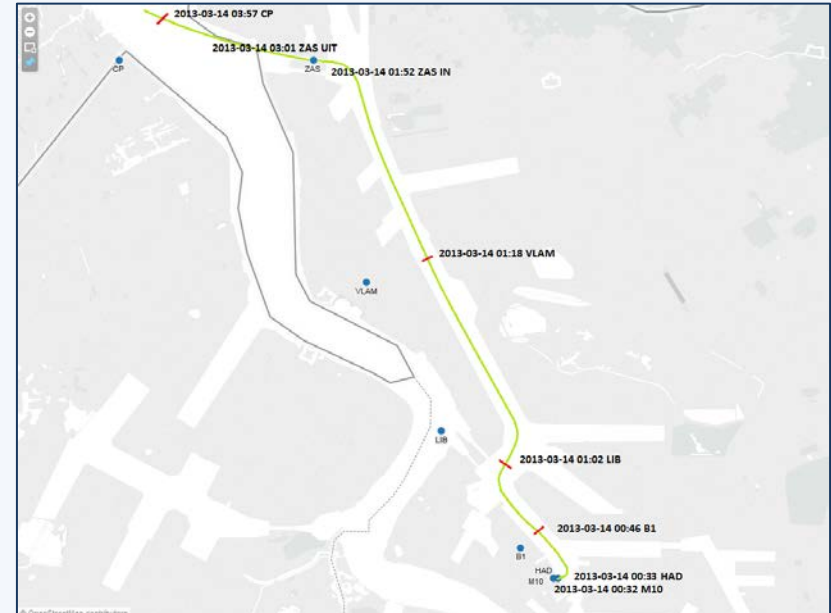 2013-03-14 03:57 CP
2013-03-14 03:01 ZAS UIT
CP
ZAS
2013-03-14 01:52 ZAS IN
2013-03-14 01:18 VLAM
VLAM
LIB
2013-03-14 01:02 LIB
2013-03-14 00:46 B1
B1
HAD
2013-03-14 00:33 HAD
M10
2013-03-14 00:32 M10
© OpenStreetMap contributors